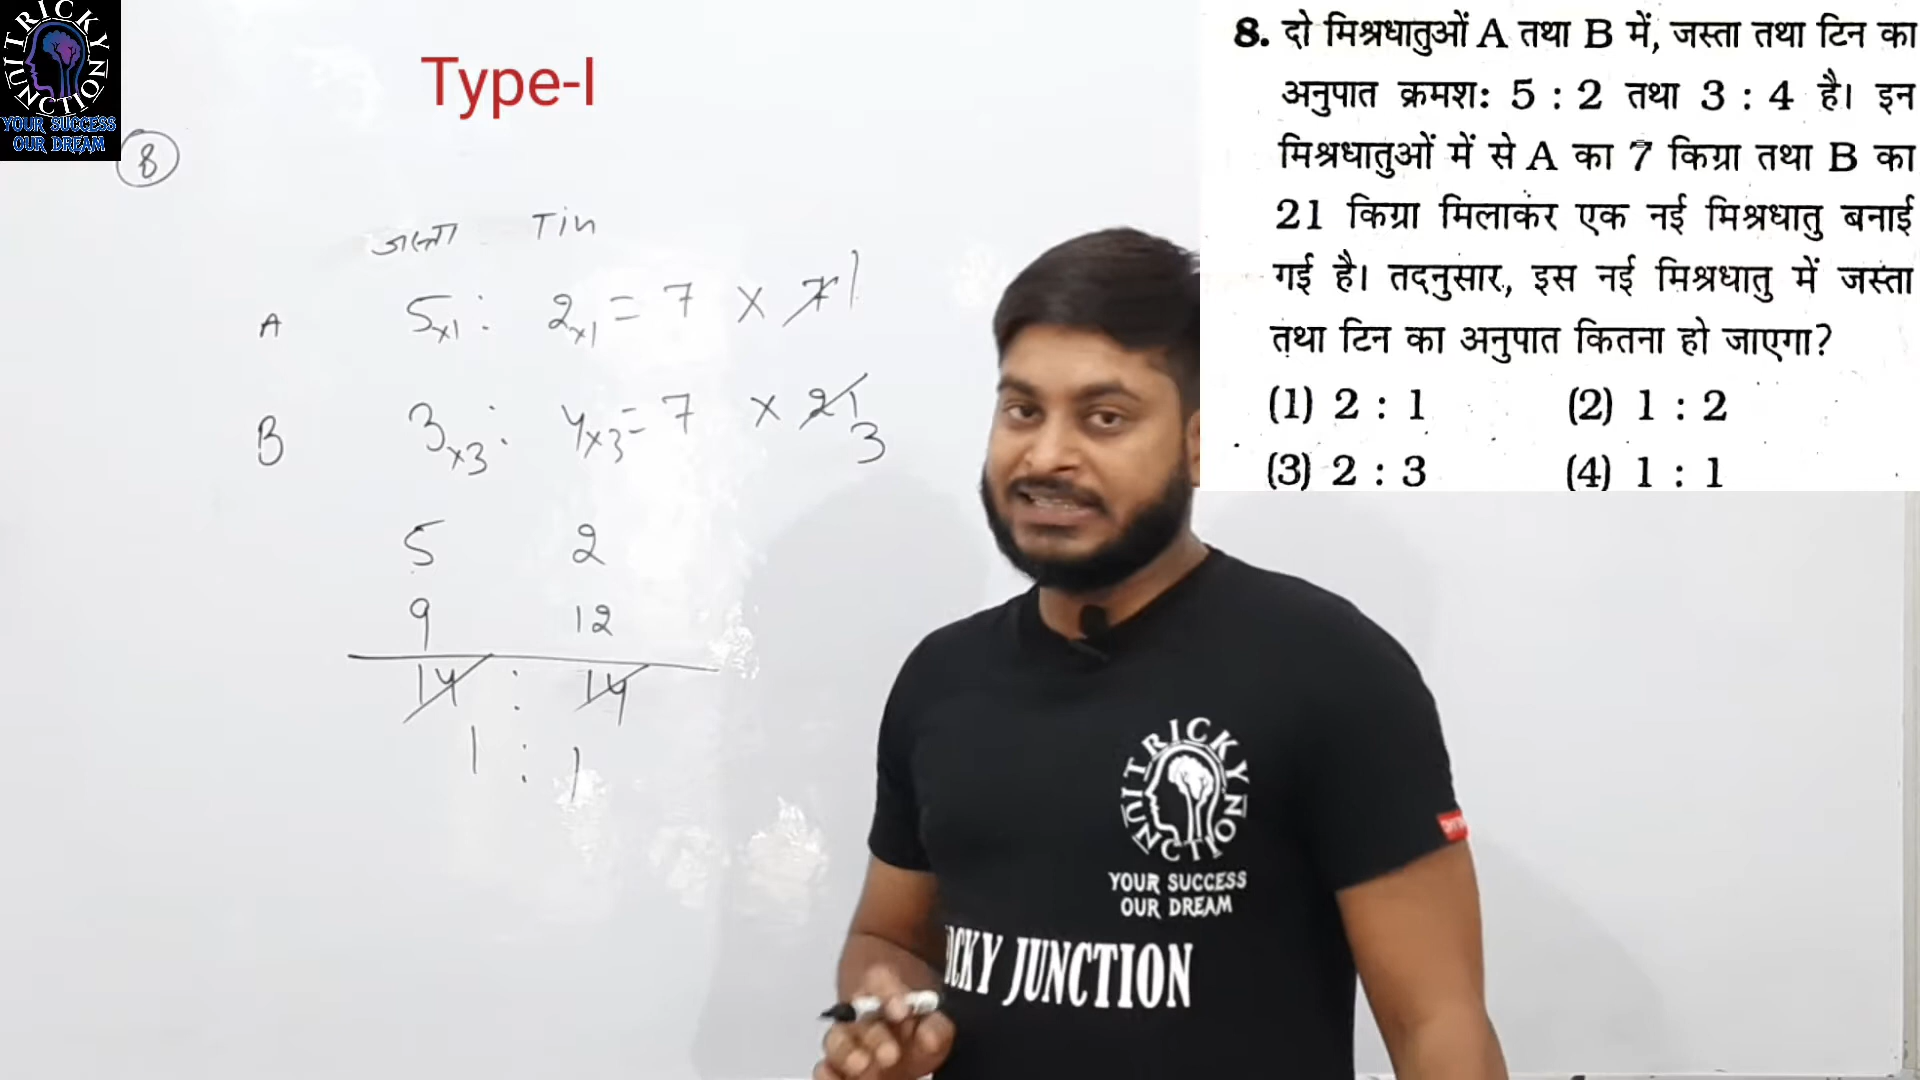 TRICKY JUNCTION
YOUR SUCCESS
OUR DREAM
Type-I
8
जस्ता Tin
A 5×1 : 2×1 = 7 × 7 1
B 3×3 : 4×3 = 7 × 21 3
5 2
9 12
14 : 14
1 : 1
8. दो मिश्रधातुओं A तथा B में, जस्ता तथा टिन का
अनुपात क्रमश: 5 : 2 तथा 3 : 4 है। इन
मिश्रधातुओं में से A का 7 किग्रा तथा B का
21 किग्रा मिलाकर एक नई मिश्रधातु बनाई
गई है। तदनुसार, इस नई मिश्रधातु में जस्ता
तथा टिन का अनुपात कितना हो जाएगा?
(1) 2 : 1 (2) 1 : 2
(3) 2 : 3 (4) 1 : 1
TRICKY JUNCTION
YOUR SUCCESS
OUR DREAM
ICKY JUNCTION